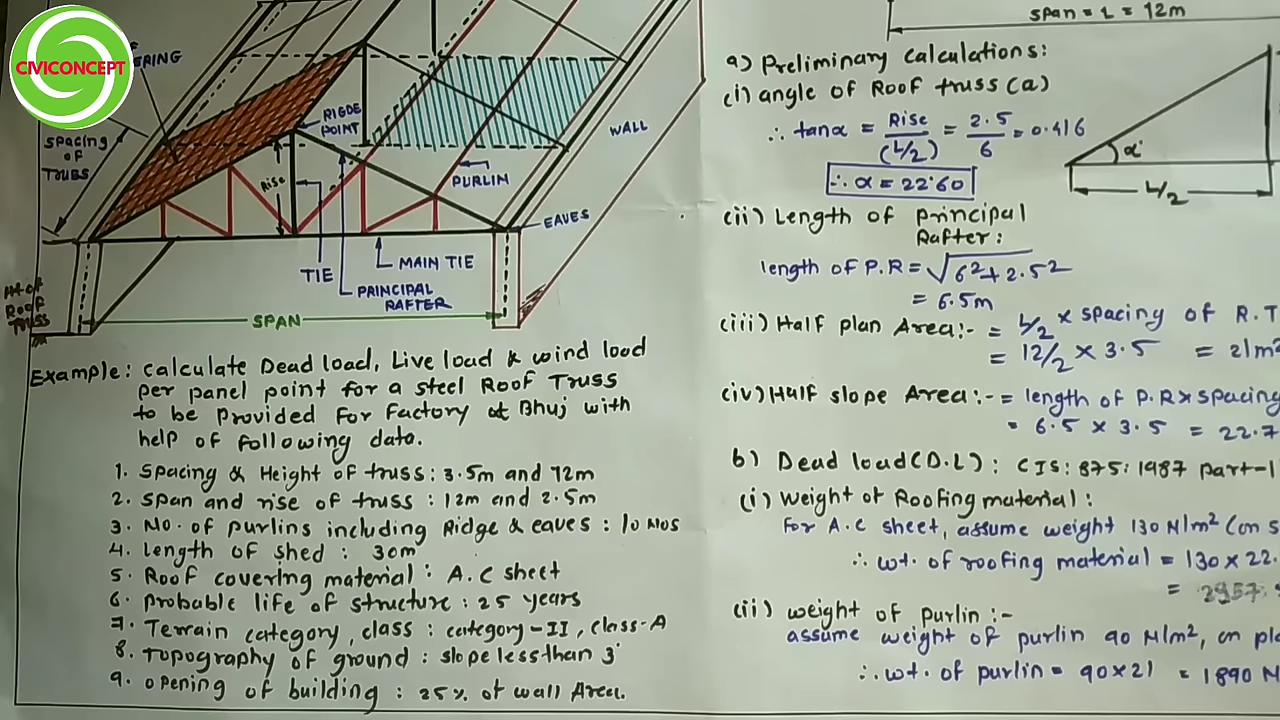 CIVICONCEPT
ERING
Spacing
of
Truss
Rise
RIGDE
POINT
WALL
PURLIN
EAVES
TIE
MAIN TIE
PRINCIPAL
RAFTER
Ht of
Roof
Truss
SPAN
Example: Calculate Dead load, Live load & wind load
per panel point for a steel Roof Truss
to be provided for factory at Bhuj with
help of following data.
1. Spacing & Height of truss: 3.5m and 12m
2. Span and rise of truss : 12m and 2.5m
3. No. of purlins including Ridge & eaves : 10 Nos
4. Length of shed : 30m
5. Roof covering material : A.C sheet
6. Probable life of structure : 25 years
7. Terrain category, class : category-II, class-A
8. Topography of ground : slope less than 3°
9. Opening of building : 25% of wall Area.
Span = L = 12m
a) Preliminary calculations:
(i) angle of Roof truss (α)
∴ tanα = Rise/(L/2) = 2.5/6 = 0.416
∴ α = 22.60
α
L/2
(ii) Length of principal
Rafter:
length of P.R = √6²+2.5²
= 6.5m
(iii) Half plan Area:- = L/2 × spacing of R.T
= 12/2 × 3.5 = 21m²
(iv) Half slope Area:- = length of P.R × spacing
= 6.5 × 3.5 = 22.7
b) Dead load (D.L): CIS: 875: 1987 part-1
(i) Weight of Roofing material:
For A.C sheet, assume weight 130 N/m² (on s
∴ wt. of roofing material = 130 × 22.
= 2957.
(ii) weight of purlin :-
assume weight of purlin 90 N/m², on pla
∴ wt. of purlin = 90×21 = 1890 N